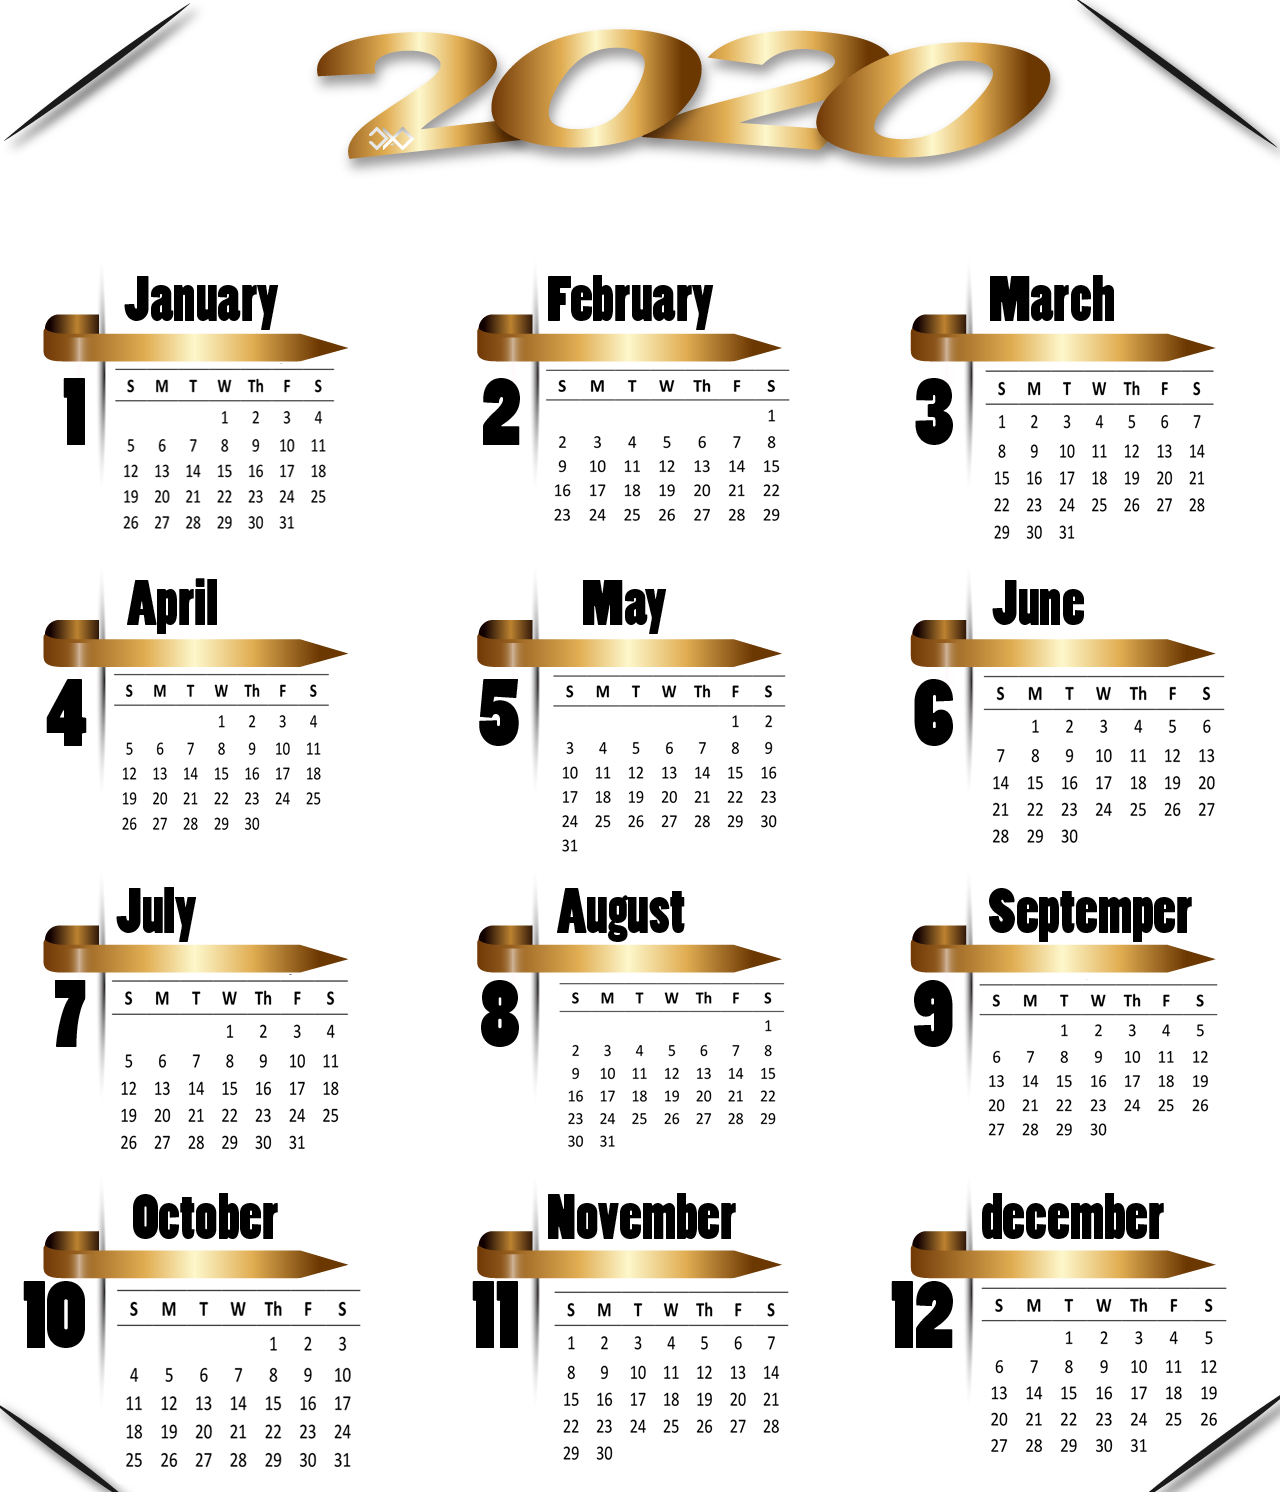 2020
January
1
S M T W Th F S
1 2 3 4
5 6 7 8 9 10 11
12 13 14 15 16 17 18
19 20 21 22 23 24 25
26 27 28 29 30 31
February
2
S M T W Th F S
1
2 3 4 5 6 7 8
9 10 11 12 13 14 15
16 17 18 19 20 21 22
23 24 25 26 27 28 29
March
3
S M T W Th F S
1 2 3 4 5 6 7
8 9 10 11 12 13 14
15 16 17 18 19 20 21
22 23 24 25 26 27 28
29 30 31
April
4
S M T W Th F S
1 2 3 4
5 6 7 8 9 10 11
12 13 14 15 16 17 18
19 20 21 22 23 24 25
26 27 28 29 30
May
5
S M T W Th F S
1 2
3 4 5 6 7 8 9
10 11 12 13 14 15 16
17 18 19 20 21 22 23
24 25 26 27 28 29 30
31
June
6
S M T W Th F S
1 2 3 4 5 6
7 8 9 10 11 12 13
14 15 16 17 18 19 20
21 22 23 24 25 26 27
28 29 30
July
7
S M T W Th F S
1 2 3 4
5 6 7 8 9 10 11
12 13 14 15 16 17 18
19 20 21 22 23 24 25
26 27 28 29 30 31
August
8
S M T W Th F S
1
2 3 4 5 6 7 8
9 10 11 12 13 14 15
16 17 18 19 20 21 22
23 24 25 26 27 28 29
30 31
Septemper
9
S M T W Th F S
1 2 3 4 5
6 7 8 9 10 11 12
13 14 15 16 17 18 19
20 21 22 23 24 25 26
27 28 29 30
October
10
S M T W Th F S
1 2 3
4 5 6 7 8 9 10
11 12 13 14 15 16 17
18 19 20 21 22 23 24
25 26 27 28 29 30 31
November
11
S M T W Th F S
1 2 3 4 5 6 7
8 9 10 11 12 13 14
15 16 17 18 19 20 21
22 23 24 25 26 27 28
29 30
december
12
S M T W Th F S
1 2 3 4 5
6 7 8 9 10 11 12
13 14 15 16 17 18 19
20 21 22 23 24 25 26
27 28 29 30 31